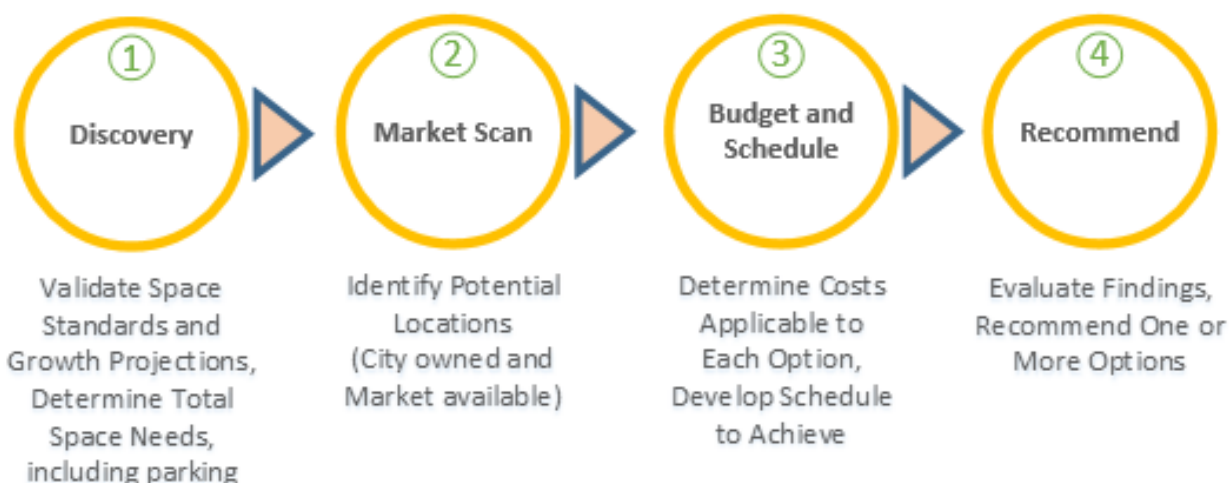 ①
Discovery
Validate Space
Standards and
Growth Projections,
Determine Total
Space Needs,
including parking
②
Market Scan
Identify Potential
Locations
(City owned and
Market available)
③
Budget and
Schedule
Determine Costs
Applicable to
Each Option,
Develop Schedule
to Achieve
④
Recommend
Evaluate Findings,
Recommend One or
More Options